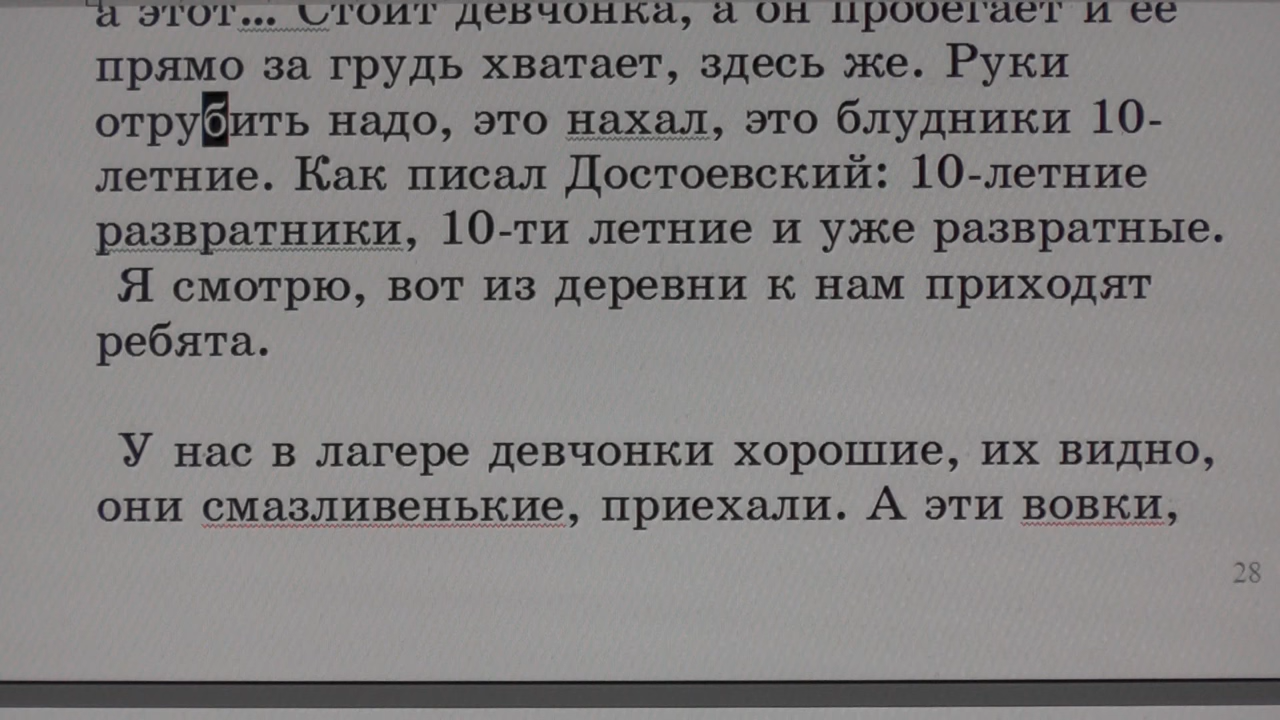 а этот... Стоит девчонка, а он пробегает и ее
прямо за грудь хватает, здесь же. Руки
отрубить надо, это нахал, это блудники 10-
летние. Как писал Достоевский: 10-летние
развратники, 10-ти летние и уже развратные.
Я смотрю, вот из деревни к нам приходят
ребята.
У нас в лагере девчонки хорошие, их видно,
они смазливенькие, приехали. А эти вовки,
28